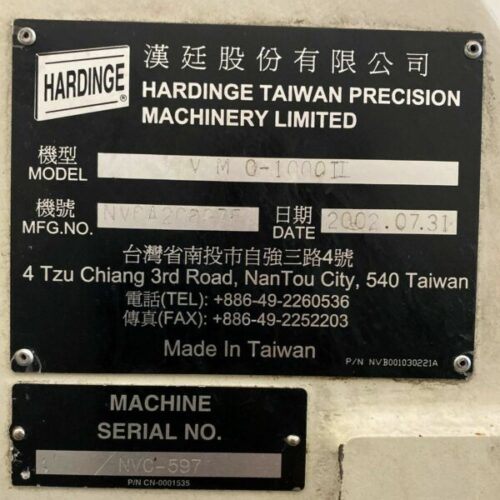 HARDINGE®
漢廷股份有限公司
HARDINGE TAIWAN PRECISION
MACHINERY LIMITED
機型
MODEL
V M 0-1000II
機號
MFG.NO.
日期
DATE 2002.07.31
台灣省南投市自強三路4號
4 Tzu Chiang 3rd Road, NanTou City, 540 Taiwan
電話(TEL): +886-49-2260536
傳真(FAX): +886-49-2252203
Made In Taiwan
P/N NVB001030221A
MACHINE
SERIAL NO.
NVC-597
P/N CN-0001535